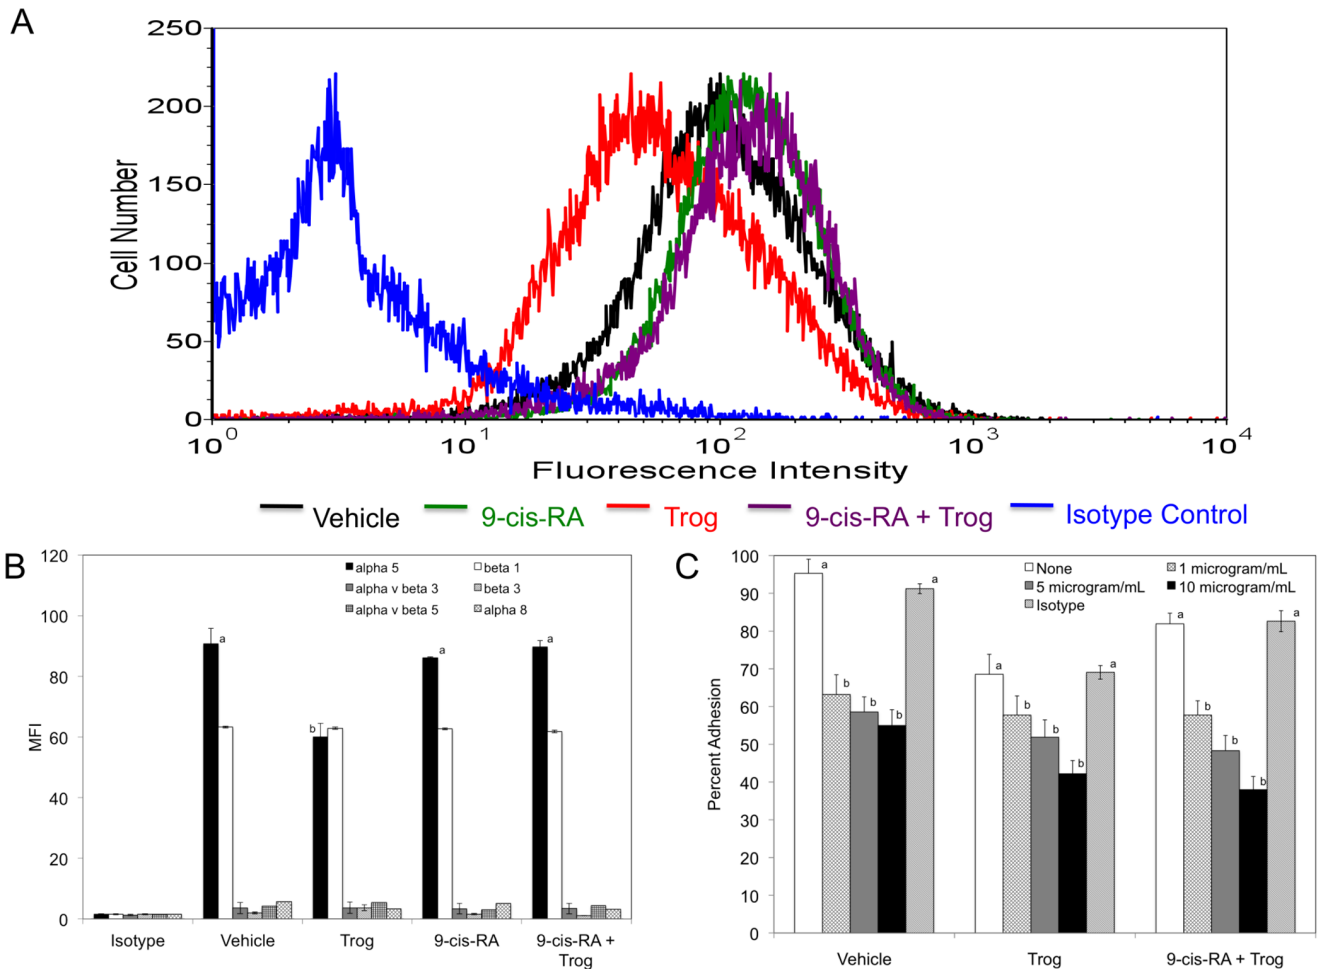 A
250
200
150
100
50
0
Cell Number
10^0 10^1 10^2 10^3 10^4
Fluorescence Intensity
Vehicle 9-cis-RA Trog 9-cis-RA + Trog Isotype Control
B
120
100
80
60
40
20
0
MFI
alpha 5 beta 1
alpha v beta 3 beta 3
alpha v beta 5 alpha 8
a
b
a
a
Isotype Vehicle Trog 9-cis-RA 9-cis-RA +
Trog
C
100
90
80
70
60
50
40
30
20
10
0
Percent Adhesion
None 1 microgram/mL
5 microgram/mL 10 microgram/mL
Isotype
a b b b a
a b b b a
a b b b a
Vehicle Trog 9-cis-RA + Trog